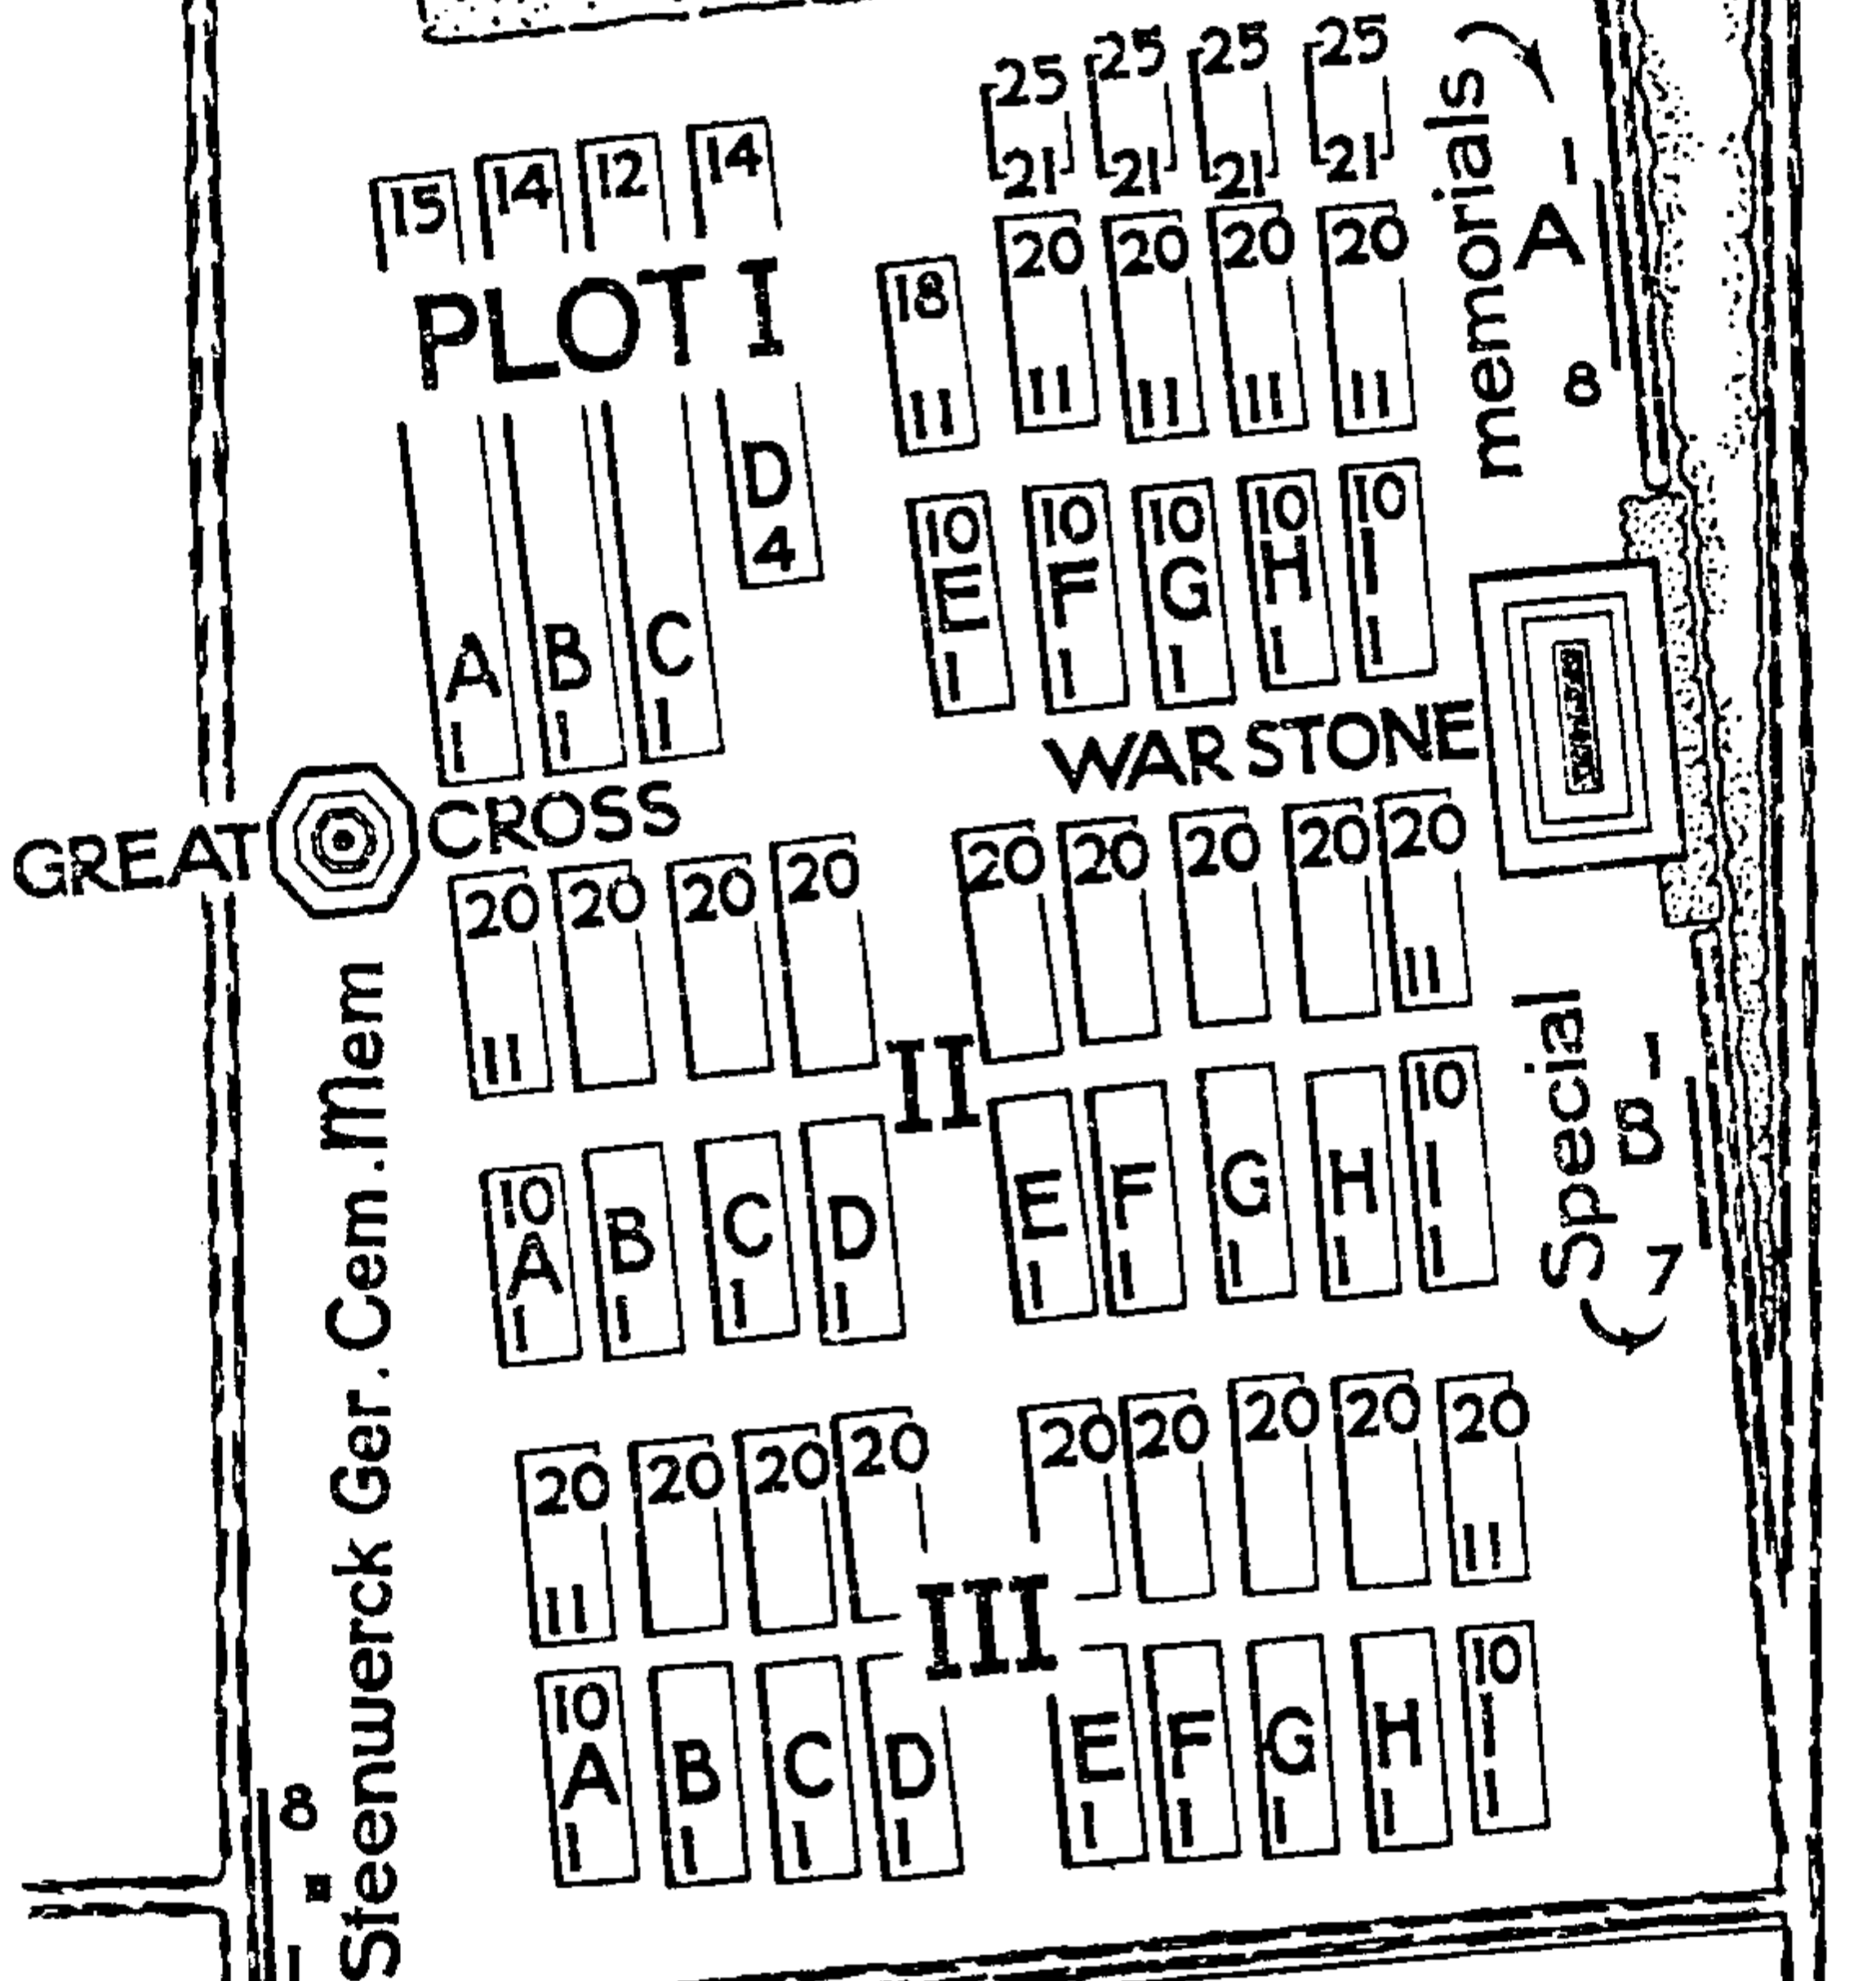 25 25 25 25
21 21 21 21
15 14 12 14
20 20 20 20
18
11 11 11 11 11
PLOT I
memorials
1
A
8
D
4
10 10 10 10 10
E F G H I
1 1 1 1 1
A B C
1 1 1
WAR STONE
GREAT CROSS
20 20 20 20 20 20 20 20 20
11 11
II
Special
1
B
7
10 10
A B C D E F G H I
1 1 1 1 1 1 1 1 1
20 20 20 20 20 20 20 20 20
11 11
III
10 10
A B C D E F G H I
1 1 1 1 1 1 1 1 1
Steenwerck Ger. Cem. Mem
8
1